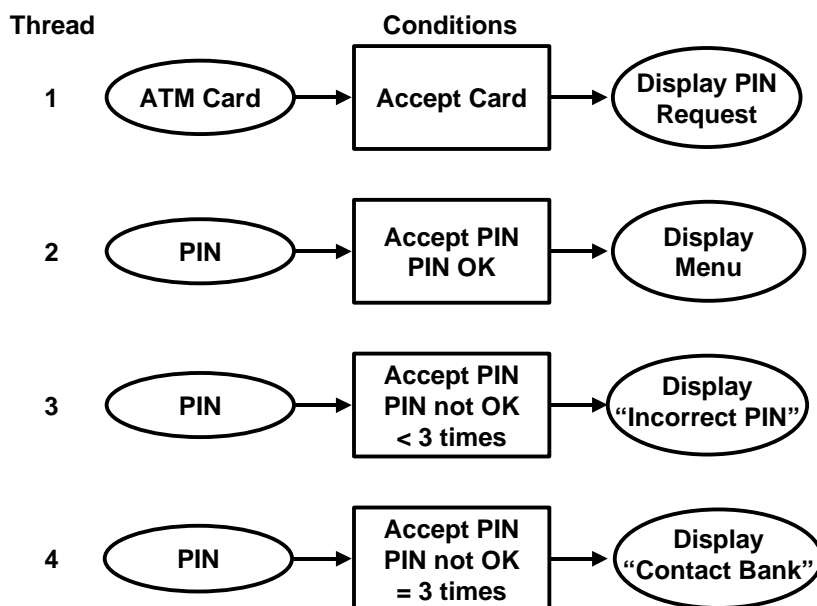 Thread Conditions
1 ATM Card Accept Card Display PIN
Request
2 PIN Accept PIN
PIN OK Display
Menu
3 PIN Accept PIN
PIN not OK
< 3 times Display
“Incorrect PIN”
4 PIN Accept PIN
PIN not OK
= 3 times Display
“Contact Bank”